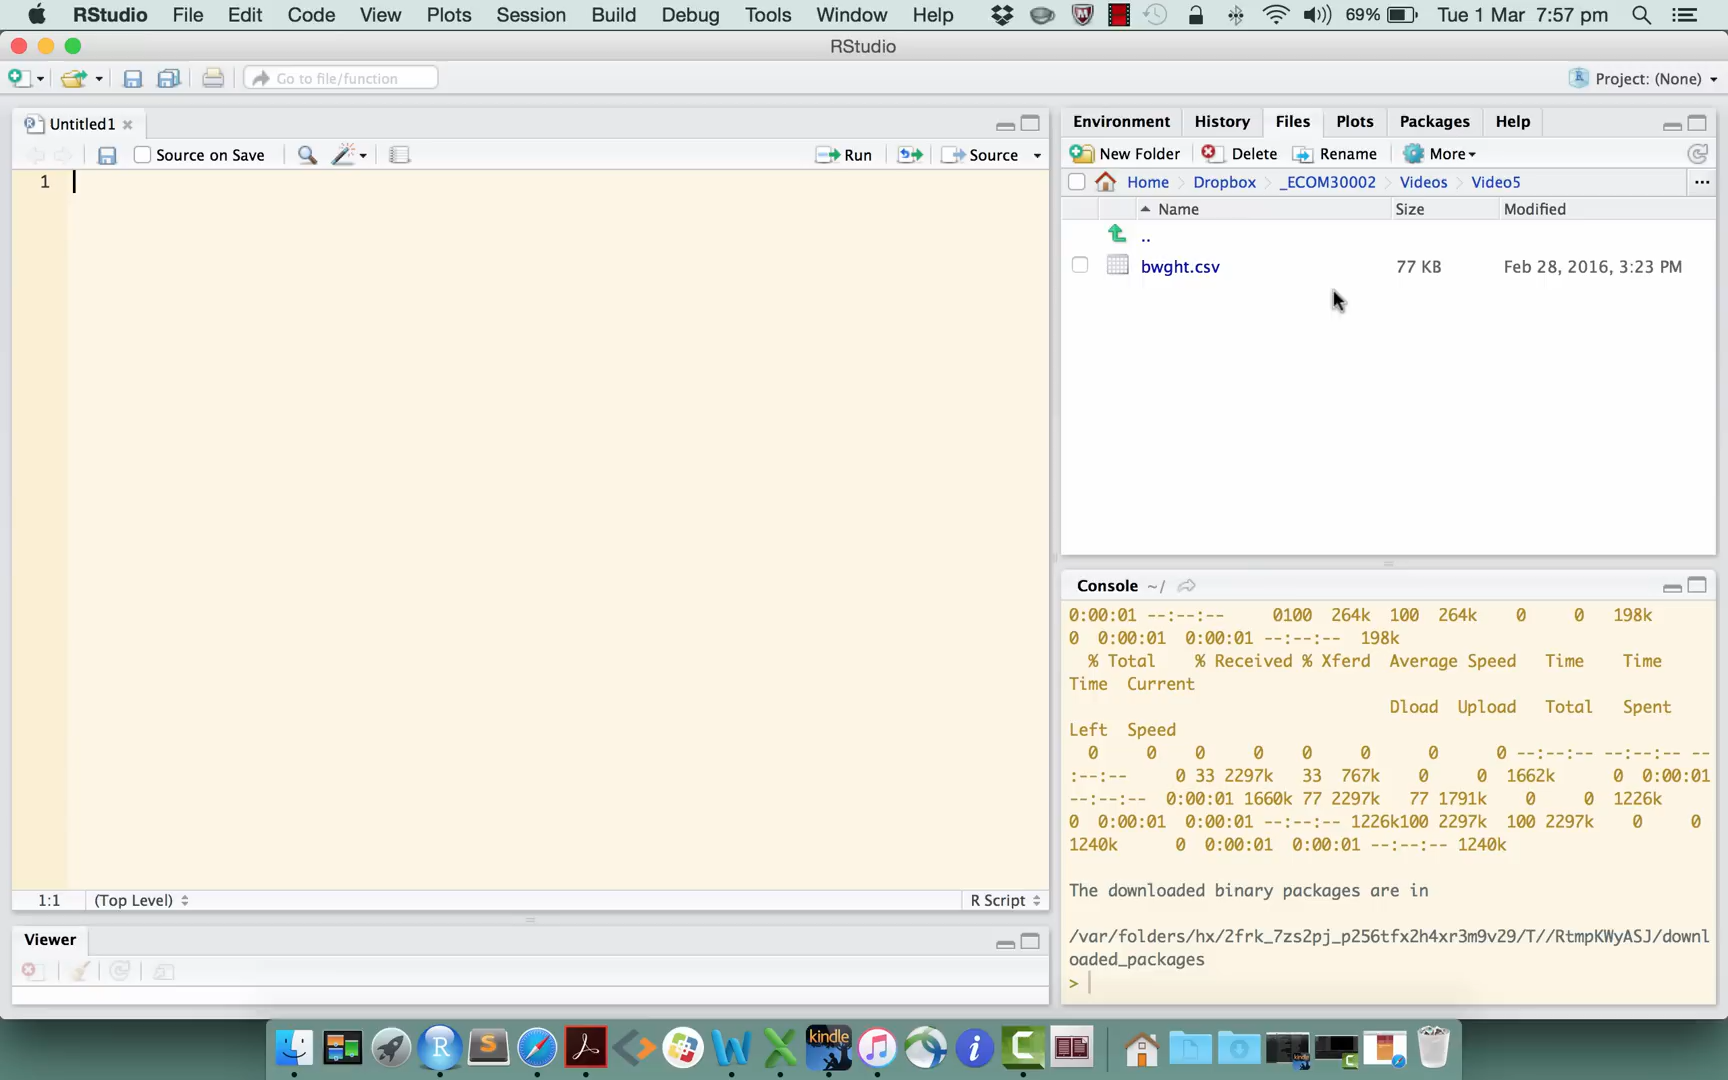 RStudio File Edit Code View Plots Session Build Debug Tools Window Help 69% Tue 1 Mar 7:57 pm
RStudio
Go to file/function Project: (None)
Untitled1
Source on Save Run Source
1
1:1 (Top Level) R Script
Viewer
Environment History Files Plots Packages Help
New Folder Delete Rename More
Home Dropbox _ECOM30002 Videos Video5 ...
Name Size Modified
..
bwght.csv 77 KB Feb 28, 2016, 3:23 PM
Console ~/
0:00:01 --:--:-- 0100 264k 100 264k 0 0 198k
0 0:00:01 0:00:01 --:--:-- 198k
% Total % Received % Xferd Average Speed Time Time
Time Current
Dload Upload Total Spent
Left Speed
0 0 0 0 0 0 0 0 --:--:-- --:--:-- --
:--:-- 0 33 2297k 33 767k 0 0 1662k 0 0:00:01
--:--:-- 0:00:01 1660k 77 2297k 77 1791k 0 0 1226k
0 0:00:01 0:00:01 --:--:-- 1226k100 2297k 100 2297k 0 0
1240k 0 0:00:01 0:00:01 --:--:-- 1240k
The downloaded binary packages are in
/var/folders/hx/2frk_7zs2pj_p256tfx2h4xr3m9v29/T//RtmpKWyASJ/downl
oaded_packages
>
kindle